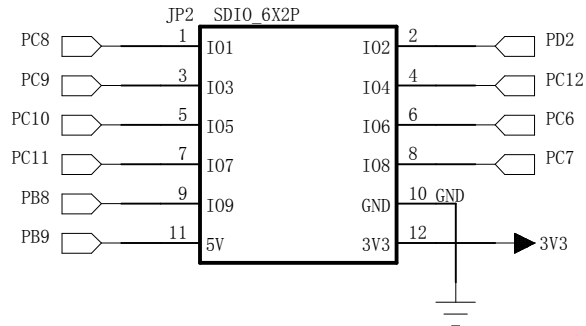 JP2 SDIO_6X2P
PC8 1 IO1 IO2 2 PD2
PC9 3 IO3 IO4 4 PC12
PC10 5 IO5 IO6 6 PC6
PC11 7 IO7 IO8 8 PC7
PB8 9 IO9 GND 10 GND
PB9 11 5V 3V3 12 3V3